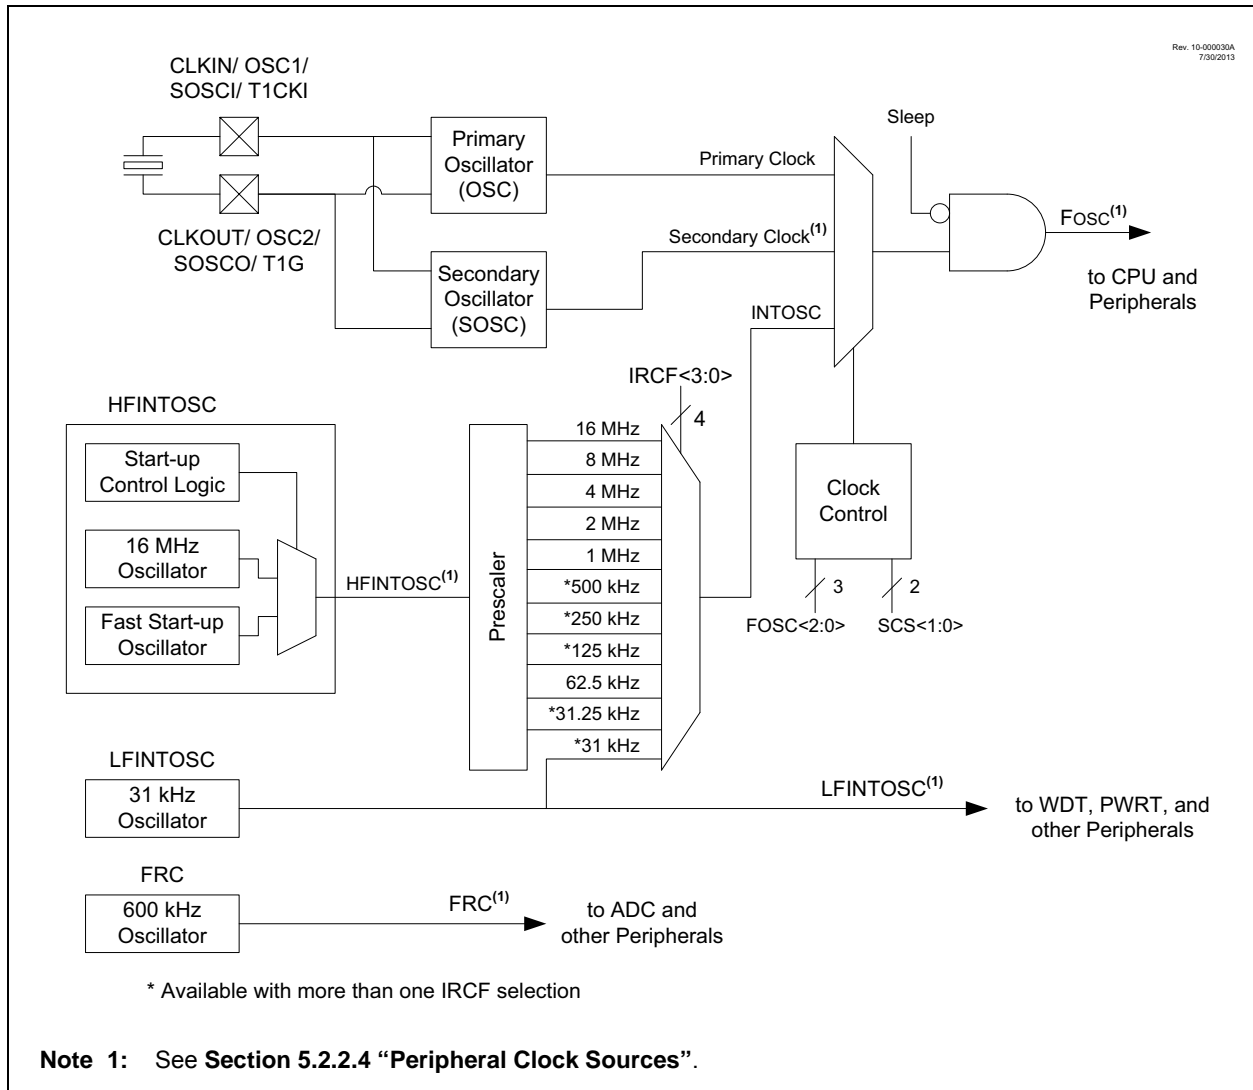 Rev. 10-000030A
7/30/2013
CLKIN/ OSC1/
SOSCI/ T1CKI
Primary
Oscillator
(OSC)
CLKOUT/ OSC2/
SOSCO/ T1G
Secondary
Oscillator
(SOSC)
Primary Clock
Secondary Clock(1)
INTOSC
Sleep
FOSC(1)
to CPU and
Peripherals
IRCF<3:0>
4
HFINTOSC
Start-up
Control Logic
16 MHz
Oscillator
Fast Start-up
Oscillator
HFINTOSC(1)
Prescaler
16 MHz
8 MHz
4 MHz
2 MHz
1 MHz
*500 kHz
*250 kHz
*125 kHz
62.5 kHz
*31.25 kHz
*31 kHz
Clock
Control
3
2
FOSC<2:0>
SCS<1:0>
LFINTOSC
31 kHz
Oscillator
LFINTOSC(1)
to WDT, PWRT, and
other Peripherals
FRC
600 kHz
Oscillator
FRC(1)
to ADC and
other Peripherals
* Available with more than one IRCF selection
Note 1: See Section 5.2.2.4 “Peripheral Clock Sources”.